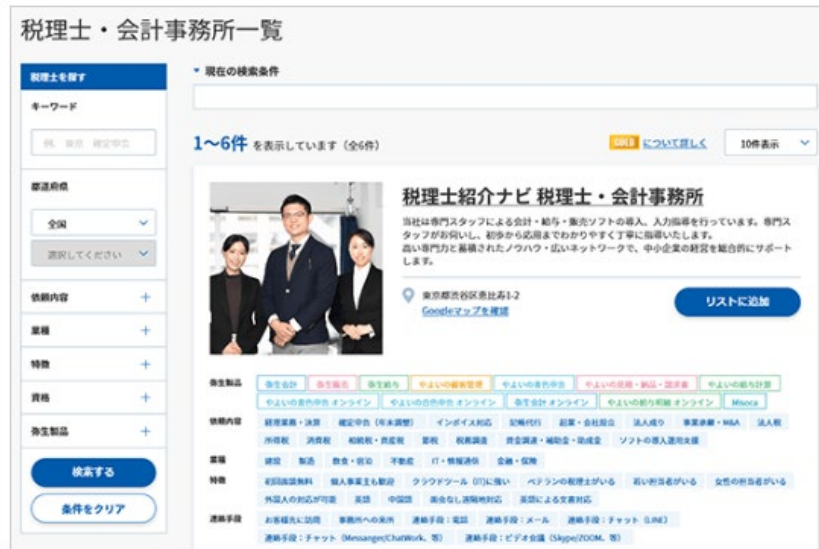 税理士・会計事務所一覧
税理士を探す
キーワード
例. 東京 確定申告
都道府県
全国
選択してください
依頼内容
業種
特徴
資格
弥生製品
検索する
条件をクリア
現在の検索条件
1〜6件 を表示しています（全6件）
GOLD について詳しく
10件表示
税理士紹介ナビ 税理士・会計事務所
当社は専門スタッフによる会計・給与・販売ソフトの導入、入力指導を行っています。専門ス
タッフがお伺いし、初歩から応用までわかりやすく丁寧に指導いたします。
高い専門力と蓄積されたノウハウ・広いネットワークで、中小企業の経営を総合的にサポート
します。
東京都渋谷区恵比寿1-2
Googleマップを確認
リストに追加
弥生製品 弥生会計 弥生販売 弥生給与 やよいの顧客管理 やよいの青色申告 やよいの見積・納品・請求書 やよいの給与計算
やよいの青色申告 オンライン やよいの白色申告 オンライン 弥生会計 オンライン やよいの給与明細 オンライン Misoca
依頼内容 経理業務・決算 確定申告（年末調整） インボイス対応 記帳代行 起業・会社設立 法人成り 事業承継・M&A 法人税
所得税 消費税 相続税・資産税 節税 税務調査 資金調達・補助金・助成金 ソフトの導入運用支援
業種 建設 製造 飲食・宿泊 不動産 IT・情報通信 金融・保険
特徴 初回面談無料 個人事業主も歓迎 クラウドツール（IT）に強い ベテランの税理士がいる 若い担当者がいる 女性の担当者がいる
外国人の対応が可能 英語 中国語 面会なし遠隔地対応 英語による文書対応
連絡手段 お客様先に訪問 事務所への来所 連絡手段：電話 連絡手段：メール 連絡手段：チャット（LINE）
連絡手段：チャット（Messanger/ChatWork、等） 連絡手段：ビデオ会議（Skype/ZOOM、等）